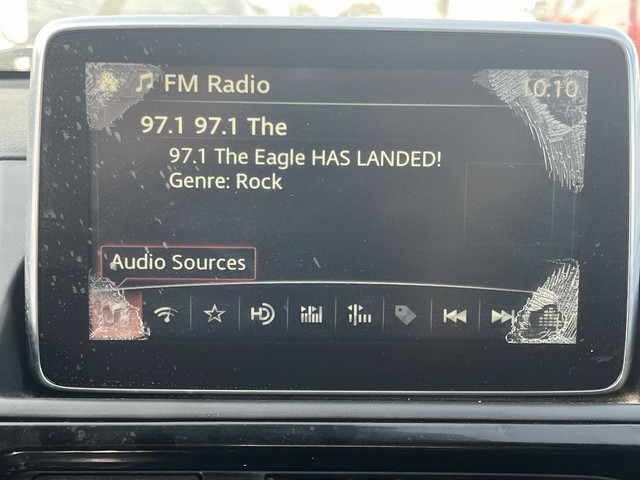 FM Radio
10:10
97.1 97.1 The
97.1 The Eagle HAS LANDED!
Genre: Rock
Audio Sources
HD